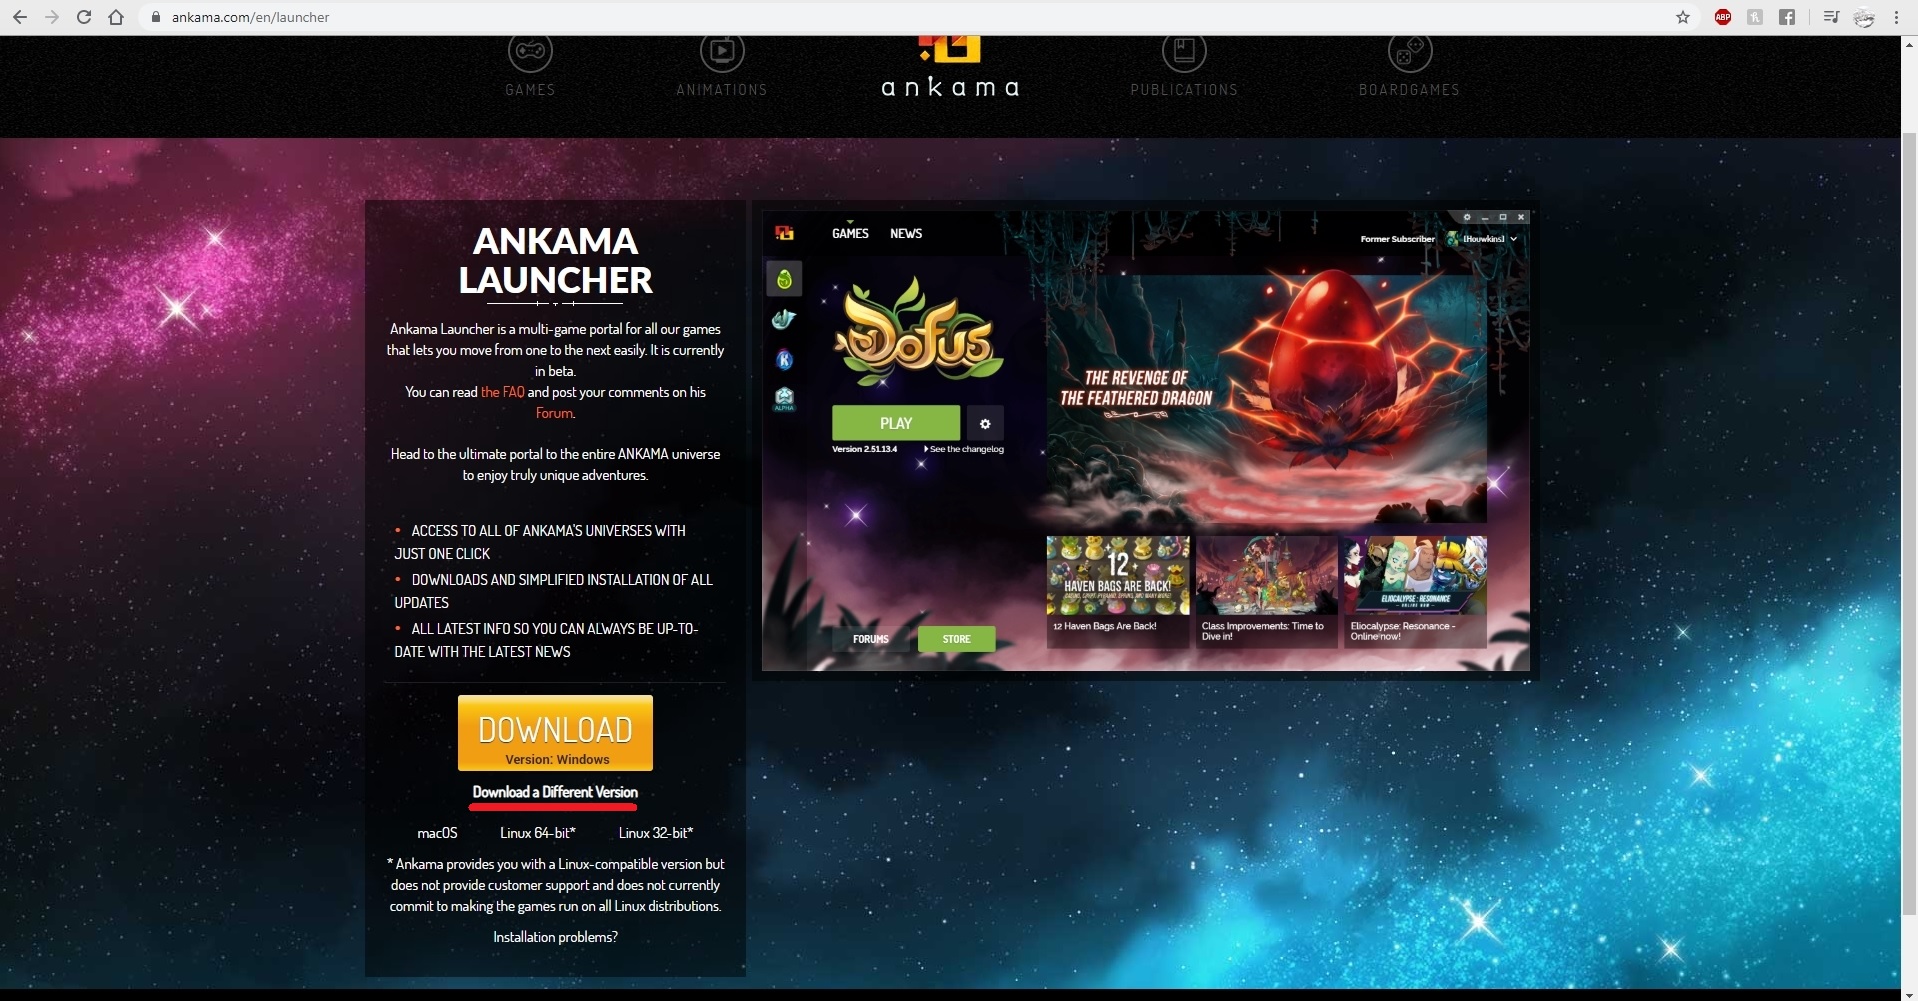 ankama.com/en/launcher
ABP
GAMES
ANIMATIONS
ankama
PUBLICATIONS
BOARDGAMES
ANKAMA
LAUNCHER
Ankama Launcher is a multi-game portal for all our games
that lets you move from one to the next easily. It is currently
in beta.
You can read the FAQ and post your comments on his
Forum.
Head to the ultimate portal to the entire ANKAMA universe
to enjoy truly unique adventures.
• ACCESS TO ALL OF ANKAMA'S UNIVERSES WITH
JUST ONE CLICK
• DOWNLOADS AND SIMPLIFIED INSTALLATION OF ALL
UPDATES
• ALL LATEST INFO SO YOU CAN ALWAYS BE UP-TO-
DATE WITH THE LATEST NEWS
DOWNLOAD
Version: Windows
Download a Different Version
macOS Linux 64-bit* Linux 32-bit*
* Ankama provides you with a Linux-compatible version but
does not provide customer support and does not currently
commit to making the games run on all Linux distributions.
Installation problems?
GAMES NEWS
Former Subscriber [Houwkins]
DOFUS
K
ALPHA
PLAY
Version 2.51.13.4 See the changelog
THE REVENGE OF
THE FEATHERED DRAGON
12
HAVEN BAGS ARE BACK!
12 Haven Bags Are Back!
Class Improvements: Time to
Dive in!
ELIOCALYPSE : RESONANCE
- ONLINE NOW -
Eliocalypse: Resonance -
Online now!
FORUMS STORE